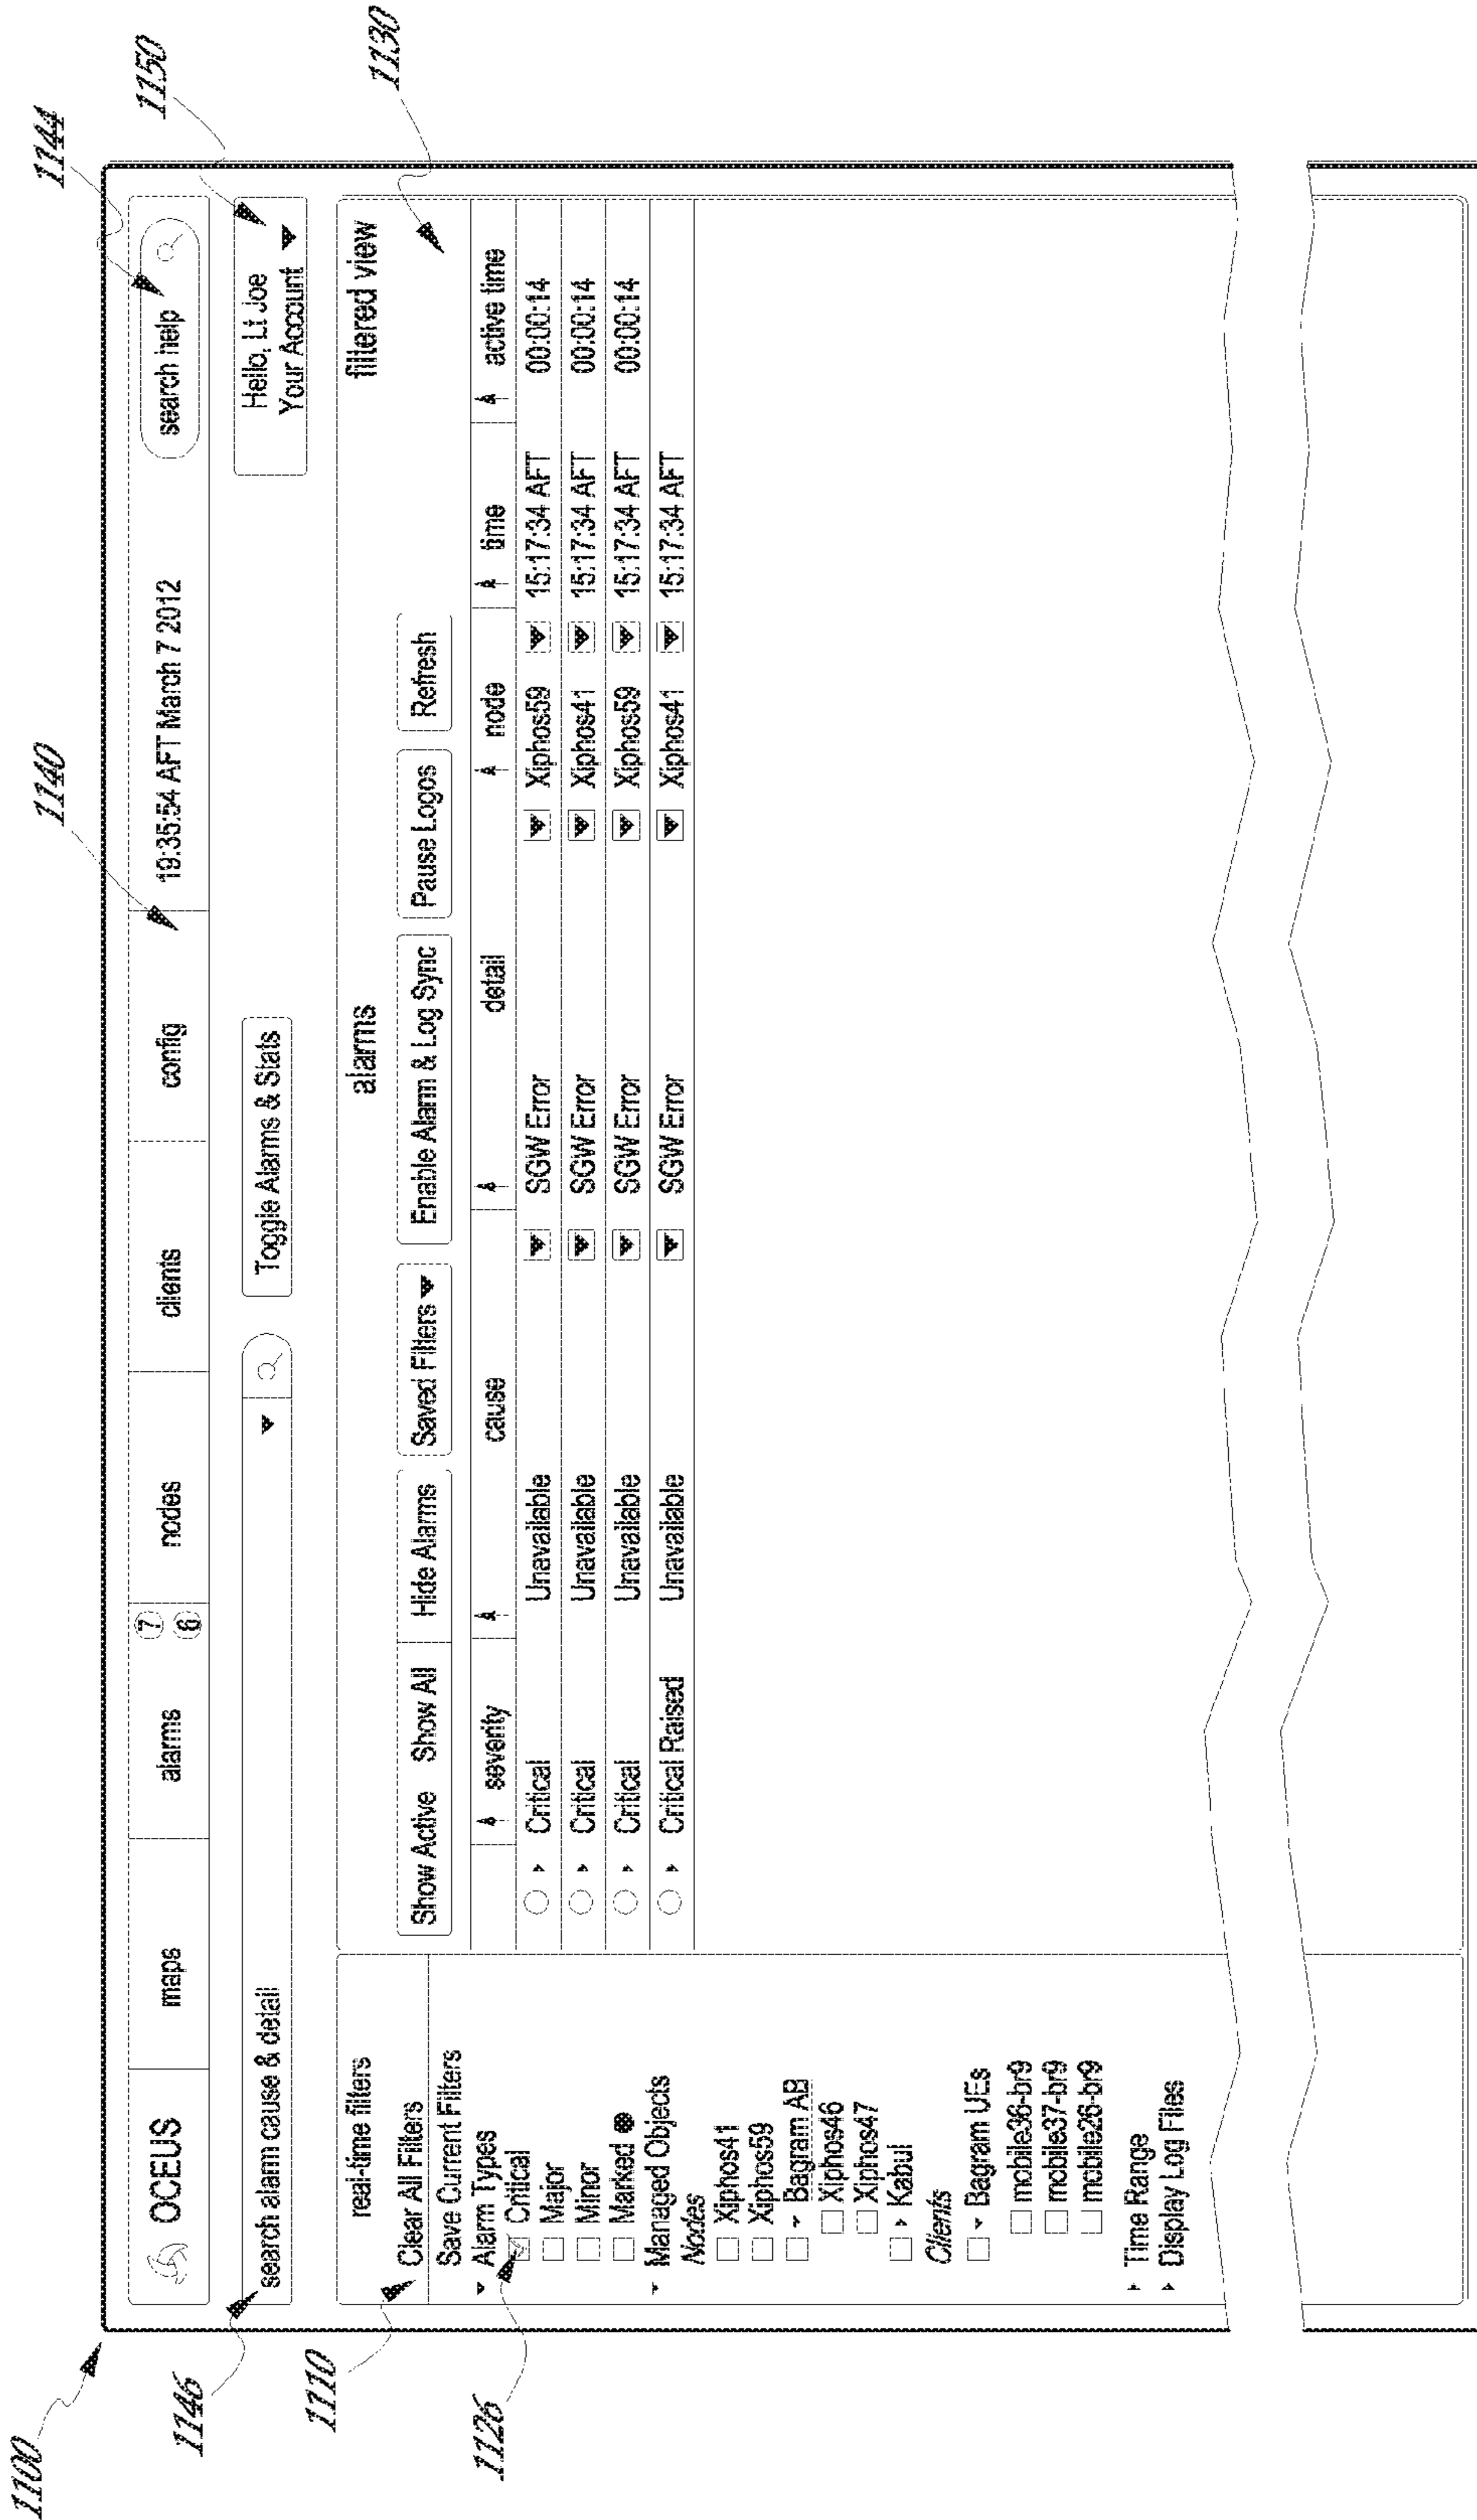 1100
1140
1144
1150
OCEUS maps alarms 7 6 nodes clients config 19:35:54 AFT March 7 2012 search help
1146
search alarm cause & detail Toggle Alarms & Stats Hello, Lt Joe
Your Account
1110
1130
real-time filters
Clear All Filters
Save Current Filters
1126
Alarm Types
Critical
Major
Minor
Marked
Managed Objects
Nodes
Xiphos41
Xiphos59
Bagram AB
Xiphos46
Xiphos47
Kabul
Clients
Bagram UEs
mobile36-br9
mobile37-br9
mobile26-br9
Time Range
Display Log Files
alarms filtered view
Show Active Show All Hide Alarms Saved Filters Enable Alarm & Log Sync Pause Logos Refresh
severity cause detail node time active time
Critical Unavailable SGW Error Xiphos59 15:17:34 AFT 00:00:14
Critical Unavailable SGW Error Xiphos41 15:17:34 AFT 00:00:14
Critical Unavailable SGW Error Xiphos59 15:17:34 AFT 00:00:14
Critical Raised Unavailable SGW Error Xiphos41 15:17:34 AFT